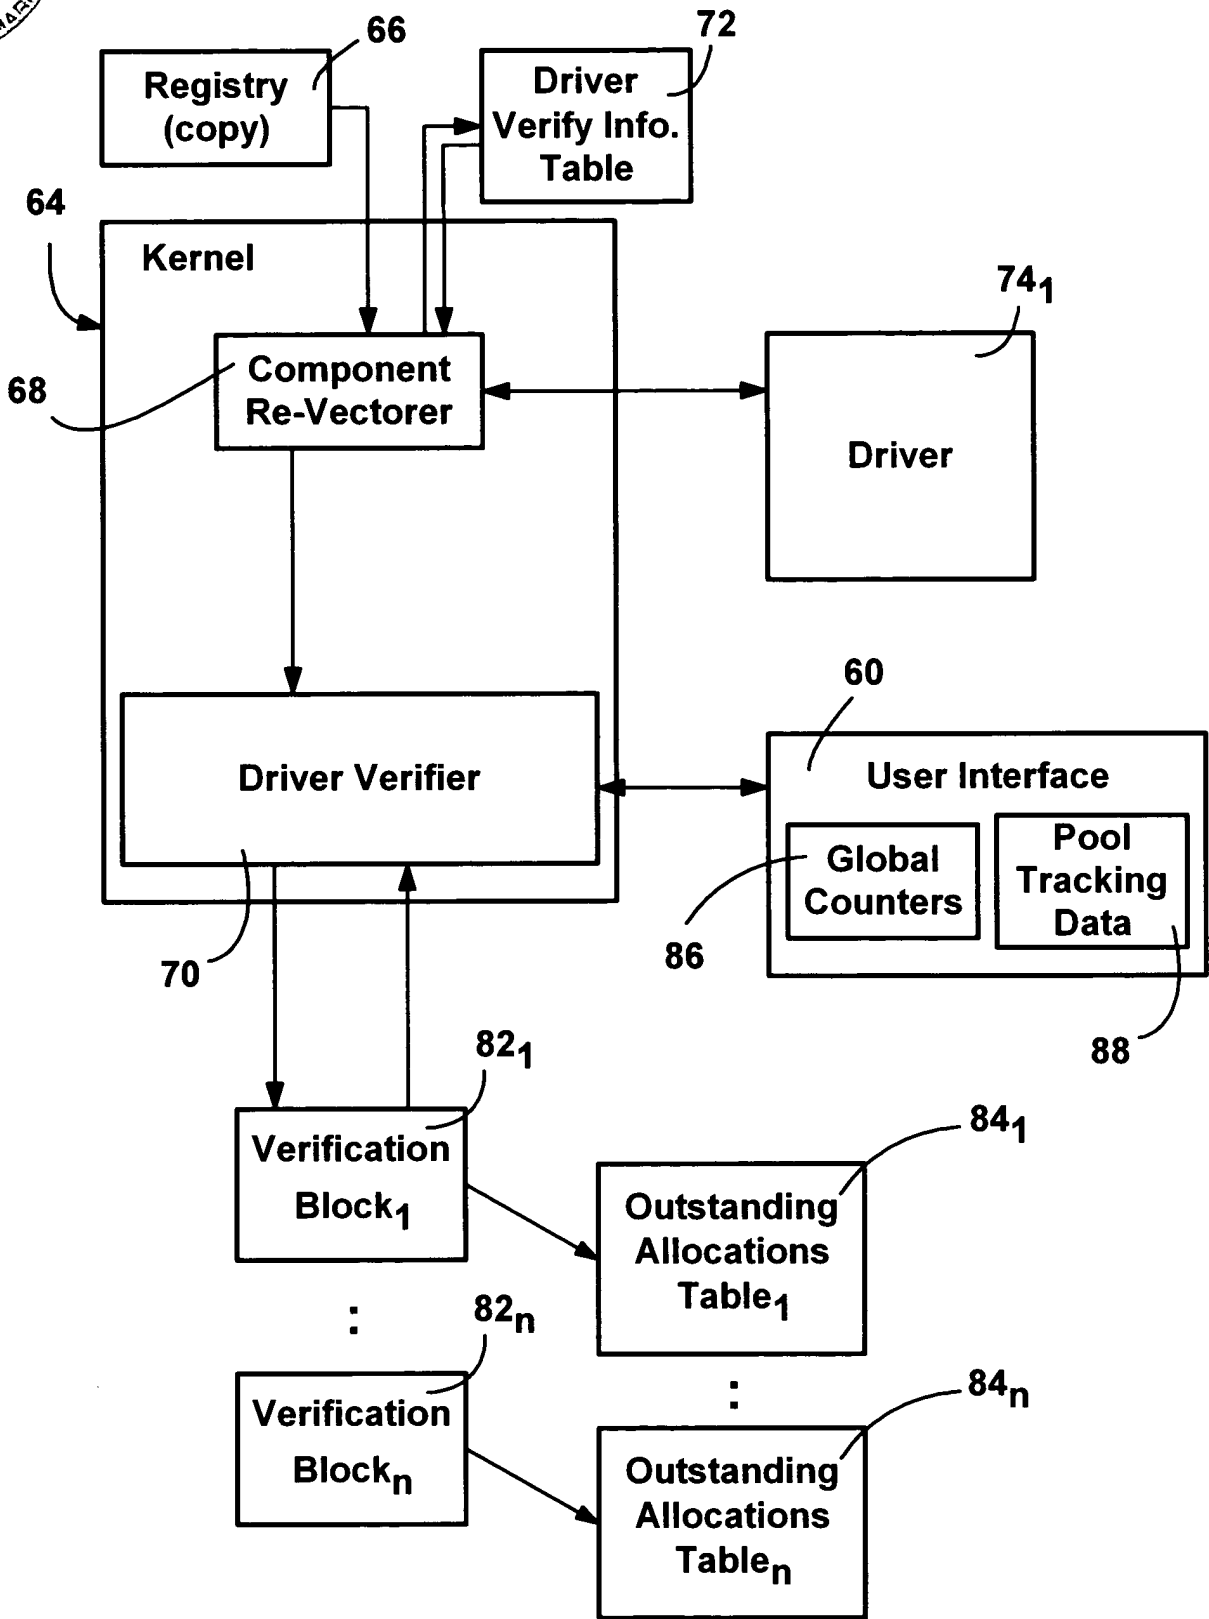 66
72
Registry
(copy)
Driver
Verify Info.
Table
64
Kernel
74₁
68
Component
Re-Vectorer
Driver
60
Driver Verifier
User Interface
Global
Counters
Pool
Tracking
Data
86
70
88
82₁
Verification
Block₁
84₁
Outstanding
Allocations
Table₁
:
82ₙ
:
84ₙ
Verification
Blockₙ
Outstanding
Allocations
Tableₙ